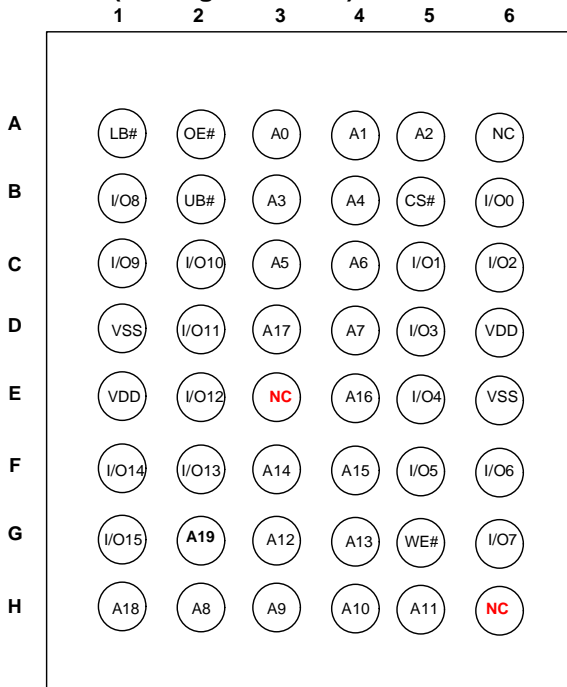 1 2 3 4 5 6
A LB# OE# A0 A1 A2 NC
B I/O8 UB# A3 A4 CS# I/O0
C I/O9 I/O10 A5 A6 I/O1 I/O2
D VSS I/O11 A17 A7 I/O3 VDD
E VDD I/O12 NC A16 I/O4 VSS
F I/O14 I/O13 A14 A15 I/O5 I/O6
G I/O15 A19 A12 A13 WE# I/O7
H A18 A8 A9 A10 A11 NC